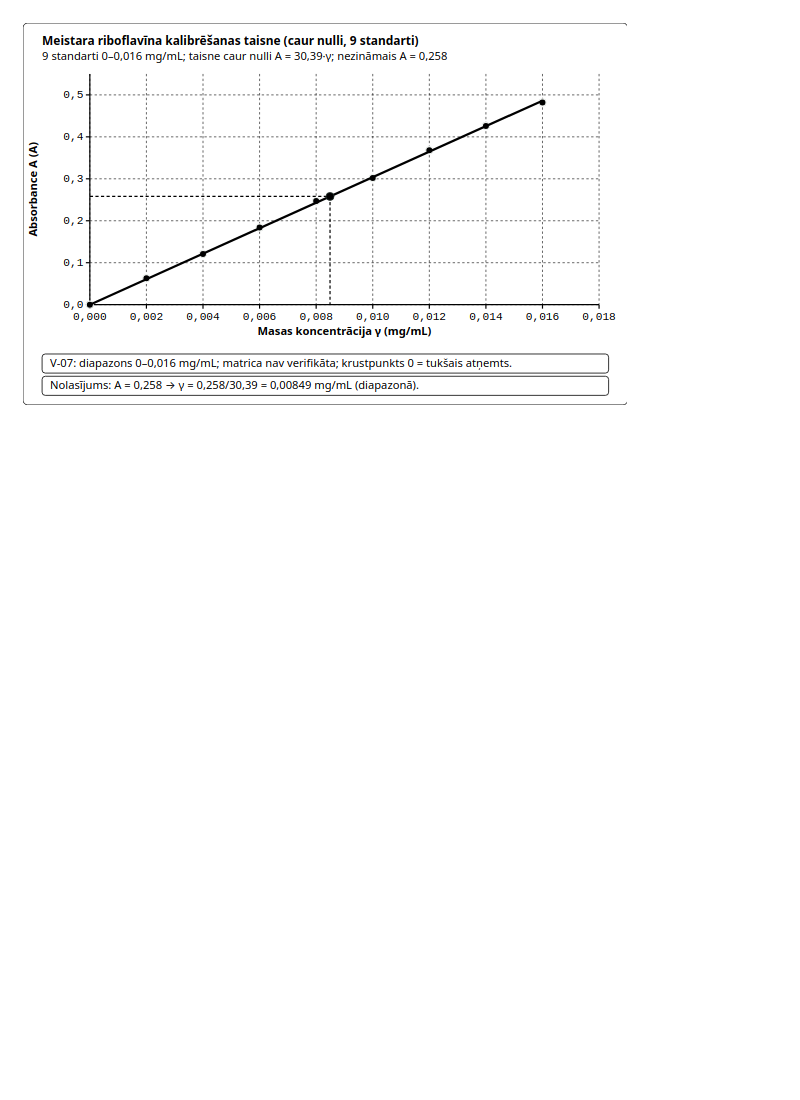 Meistara riboflavīna kalibrēšanas taisne (caur nulli, 9 standarti)
9 standarti 0–0,016 mg/mL; taisne caur nulli A = 30,39·γ; nezināmais A = 0,258
Absorbance A (A)
0,5
0,4
0,3
0,2
0,1
0,0
0,000 0,002 0,004 0,006 0,008 0,010 0,012 0,014 0,016 0,018
Masas koncentrācija γ (mg/mL)
V-07: diapazons 0–0,016 mg/mL; matrica nav verifikāta; krustpunkts 0 = tukšais atņemts.
Nolasījums: A = 0,258 → γ = 0,258/30,39 = 0,00849 mg/mL (diapazonā).